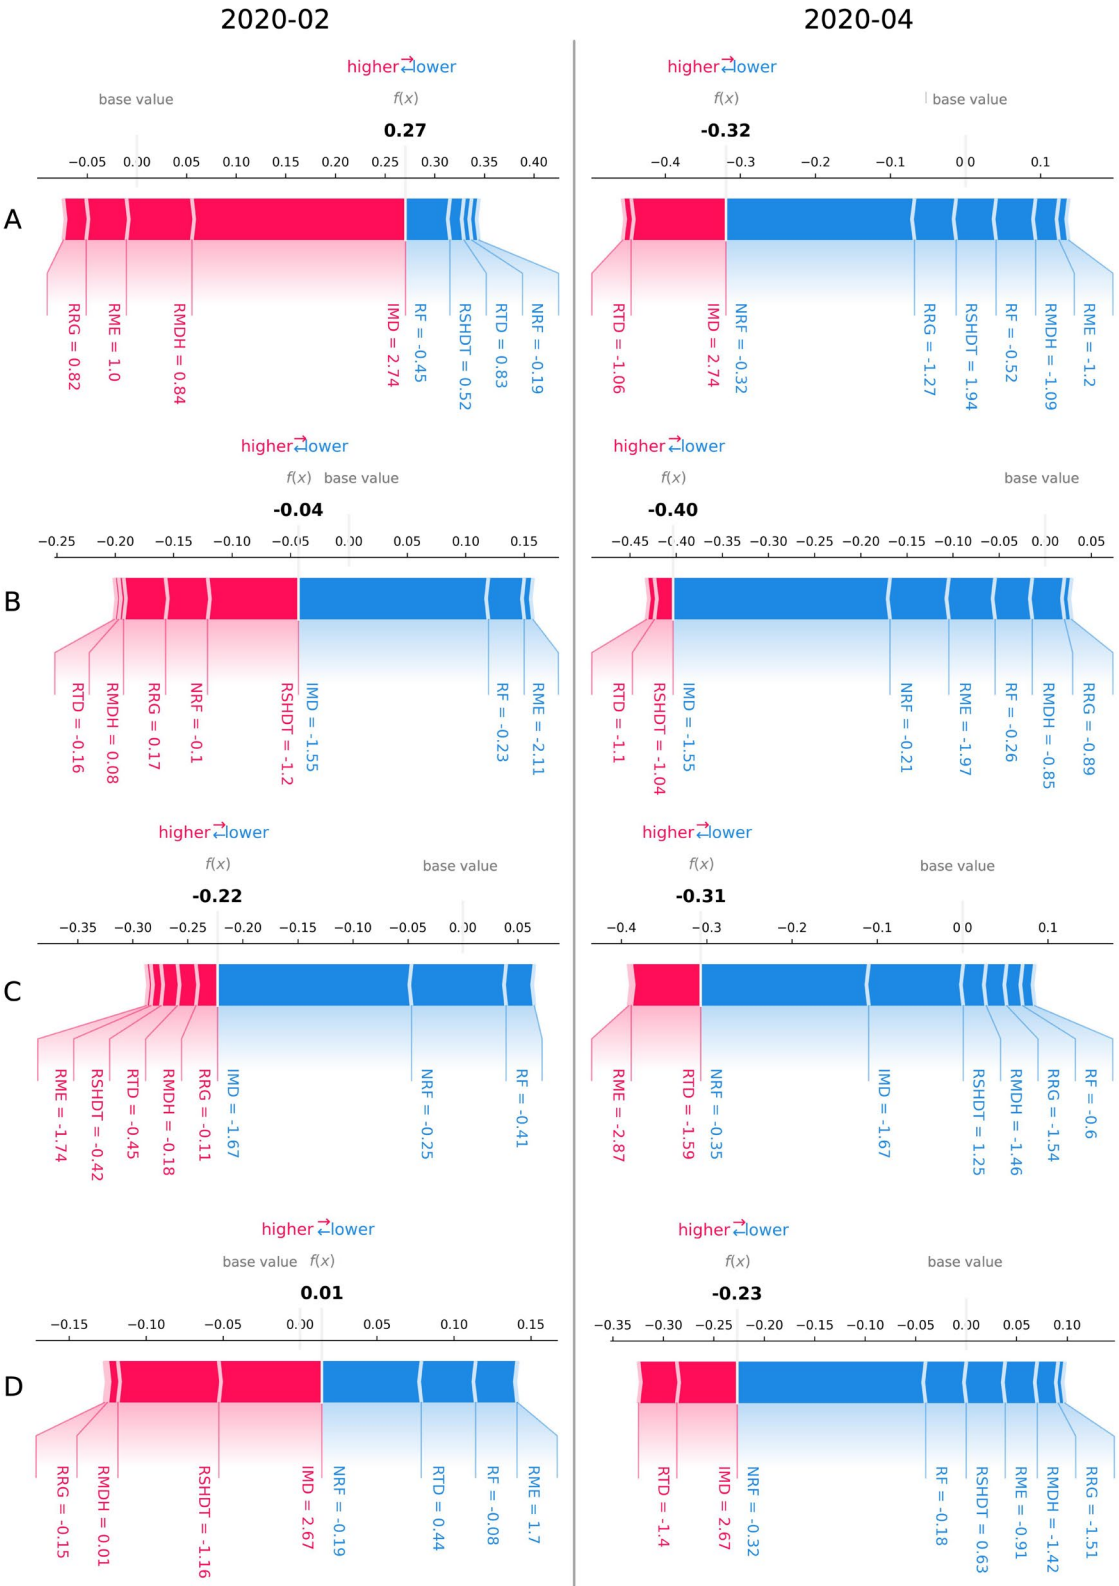 2020-02
2020-04
higher → ← lower
base value
f(x)
0.27
−0.05 0.00 0.05 0.10 0.15 0.20 0.25 0.30 0.35 0.40
A
RRG = 0.82
RME = 1.0
RMDH = 0.84
IMD = 2.74
RF = -0.45
RSHDT = 0.52
RTD = 0.83
NRF = -0.19
higher → ← lower
f(x)
base value
-0.32
−0.4 −0.3 −0.2 −0.1 0.0 0.1
RTD = -1.06
IMD = 2.74
NRF = -0.32
RRG = -1.27
RSHDT = 1.94
RF = -0.52
RMDH = -1.09
RME = -1.2
higher → ← lower
f(x)
base value
-0.04
−0.25 −0.20 −0.15 −0.10 −0.05 0.00 0.05 0.10 0.15
B
RTD = -0.16
RMDH = 0.08
RRG = 0.17
NRF = -0.1
RSHDT = -1.2
IMD = -1.55
RF = -0.23
RME = -2.11
higher → ← lower
f(x)
base value
-0.40
−0.45 −0.40 −0.35 −0.30 −0.25 −0.20 −0.15 −0.10 −0.05 0.00 0.05
RTD = -1.1
RSHDT = -1.04
IMD = -1.55
NRF = -0.21
RME = -1.97
RF = -0.26
RMDH = -0.85
RRG = -0.89
higher → ← lower
f(x)
base value
-0.22
−0.35 −0.30 −0.25 −0.20 −0.15 −0.10 −0.05 0.00 0.05
C
RME = -1.74
RSHDT = -0.42
RTD = -0.45
RMDH = -0.18
RRG = -0.11
IMD = -1.67
NRF = -0.25
RF = -0.41
higher → ← lower
f(x)
base value
-0.31
−0.4 −0.3 −0.2 −0.1 0.0 0.1
RME = -2.87
RTD = -1.59
NRF = -0.35
IMD = -1.67
RSHDT = 1.25
RMDH = -1.46
RRG = -1.54
RF = -0.6
higher → ← lower
base value
f(x)
0.01
−0.15 −0.10 −0.05 0.00 0.05 0.10 0.15
D
RRG = -0.15
RMDH = 0.01
RSHDT = -1.16
IMD = 2.67
NRF = -0.19
RTD = 0.44
RF = -0.08
RME = 1.7
higher → ← lower
f(x)
base value
-0.23
−0.35 −0.30 −0.25 −0.20 −0.15 −0.10 −0.05 0.00 0.05 0.10
RTD = -1.4
IMD = 2.67
NRF = -0.32
RF = -0.18
RSHDT = 0.63
RME = -0.91
RMDH = -1.42
RRG = -1.51